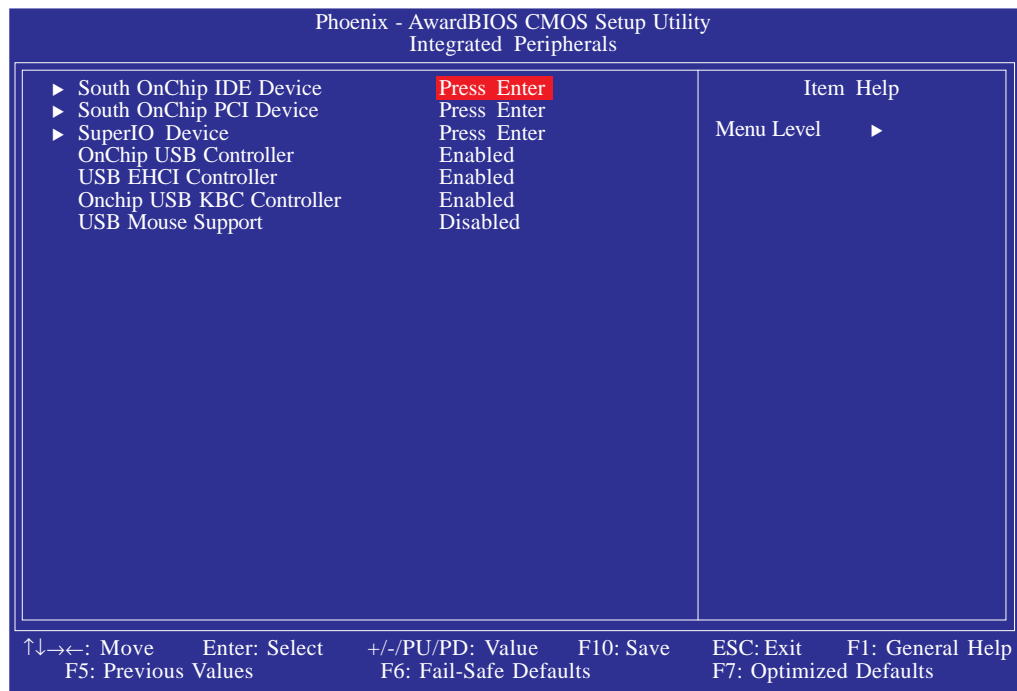 Phoenix - AwardBIOS CMOS Setup Utility
Integrated Peripherals
▶ South OnChip IDE Device Press Enter
▶ South OnChip PCI Device Press Enter
▶ SuperIO Device Press Enter
OnChip USB Controller Enabled
USB EHCI Controller Enabled
Onchip USB KBC Controller Enabled
USB Mouse Support Disabled
Item Help
Menu Level ▶
↑↓→←: Move Enter: Select +/-/PU/PD: Value F10: Save ESC: Exit F1: General Help
F5: Previous Values F6: Fail-Safe Defaults F7: Optimized Defaults